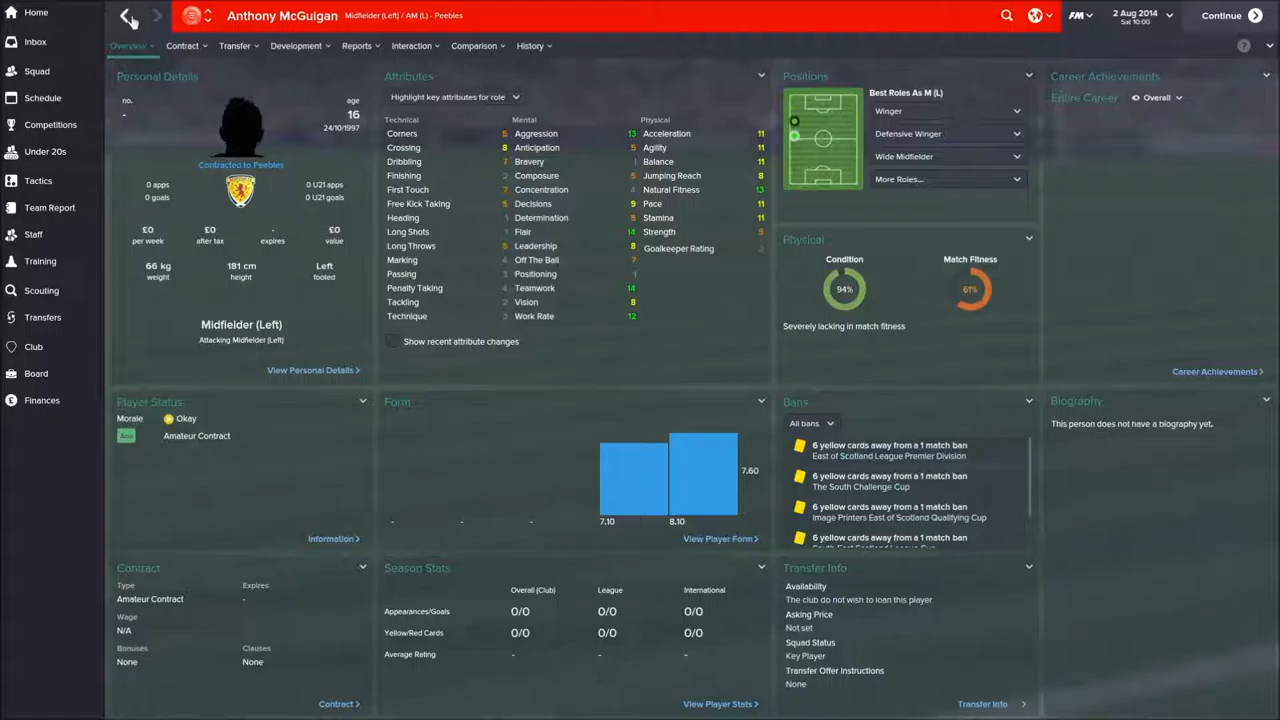 Home
Inbox
Squad
Schedule
Competitions
Under 20s
Tactics
Team Report
Staff
Training
Scouting
Transfers
Club
Board
Finances
Anthony McGulgan Midfielder (Left) / AM (L) - Peebles
FM
2 Aug 2014
Sat 10:00
Continue
Overview Contract Transfer Development Reports Interaction Comparison History
Personal Details
no.
-
age
16
24/10/1997
Contracted to Peebles
0 apps
0 goals
0 U21 apps
0 U21 goals
£0
per week
£0
after tax
-
expires
£0
value
66 kg
weight
181 cm
height
Left
footed
Midfielder (Left)
Attacking Midfielder (Left)
View Personal Details >
Attributes
Highlight key attributes for role
Technical Mental Physical
Corners 5 Aggression 13 Acceleration 11
Crossing 8 Anticipation 5 Agility 11
Dribbling 7 Bravery 1 Balance 11
Finishing 2 Composure 5 Jumping Reach 8
First Touch 7 Concentration 4 Natural Fitness 13
Free Kick Taking 5 Decisions 9 Pace 11
Heading 1 Determination 5 Stamina 11
Long Shots 1 Flair 14 Strength 5
Long Throws 5 Leadership 8 Goalkeeper Rating 2
Marking 4 Off The Ball 7
Passing 3 Positioning 1
Penalty Taking 4 Teamwork 14
Tackling 2 Vision 8
Technique 3 Work Rate 12
Show recent attribute changes
Positions
Best Roles As M (L)
Winger
Defensive Winger
Wide Midfielder
More Roles...
Physical
Condition
94%
Match Fitness
61%
Severely lacking in match fitness
Career Achievements
Entire Career Overall
Career Achievements >
Player Status
Morale Okay
Ama Amateur Contract
Information >
Form
- - - 7.10 8.10
7.60
View Player Form >
Bans
All bans
6 yellow cards away from a 1 match ban
East of Scotland League Premier Division
6 yellow cards away from a 1 match ban
The South Challenge Cup
6 yellow cards away from a 1 match ban
Image Printers East of Scotland Qualifying Cup
6 yellow cards away from a 1 match ban
South East Scotland League Cup
Biography
This person does not have a biography yet.
Contract
Type Expires
Amateur Contract -
Wage
N/A
Bonuses Clauses
None None
Contract >
Season Stats
Overall (Club) League International
Appearances/Goals 0/0 0/0 0/0
Yellow/Red Cards 0/0 0/0 0/0
Average Rating - - -
View Player Stats >
Transfer Info
Availability
The club do not wish to loan this player
Asking Price
Not set
Squad Status
Key Player
Transfer Offer Instructions
None
Transfer Info >